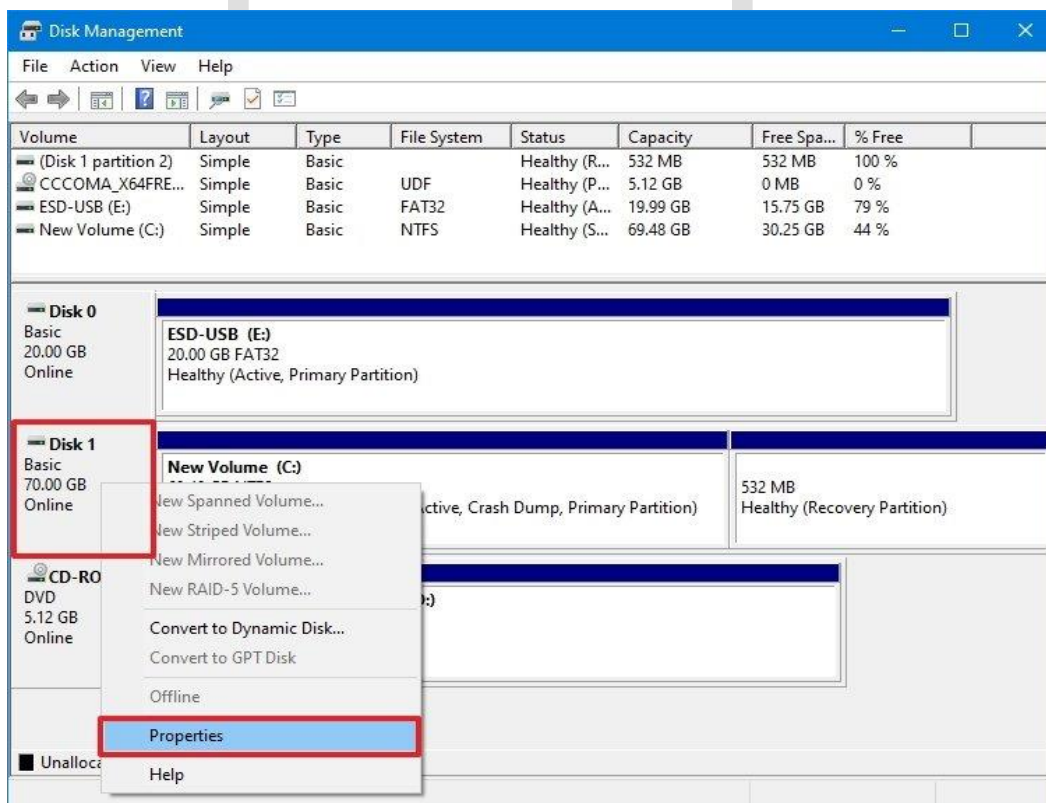 Disk Management
File Action View Help
Volume Layout Type File System Status Capacity Free Spa... % Free
(Disk 1 partition 2) Simple Basic Healthy (R... 532 MB 532 MB 100 %
CCCOMA_X64FRE... Simple Basic UDF Healthy (P... 5.12 GB 0 MB 0 %
ESD-USB (E:) Simple Basic FAT32 Healthy (A... 19.99 GB 15.75 GB 79 %
New Volume (C:) Simple Basic NTFS Healthy (S... 69.48 GB 30.25 GB 44 %
Disk 0
Basic
20.00 GB
Online
ESD-USB (E:)
20.00 GB FAT32
Healthy (Active, Primary Partition)
Disk 1
Basic
70.00 GB
Online
New Volume (C:)
Active, Crash Dump, Primary Partition)
532 MB
Healthy (Recovery Partition)
New Spanned Volume...
New Striped Volume...
New Mirrored Volume...
New RAID-5 Volume...
Convert to Dynamic Disk...
Convert to GPT Disk
Offline
Properties
Help
CD-RO
DVD
5.12 GB
Online
:)
Unalloca